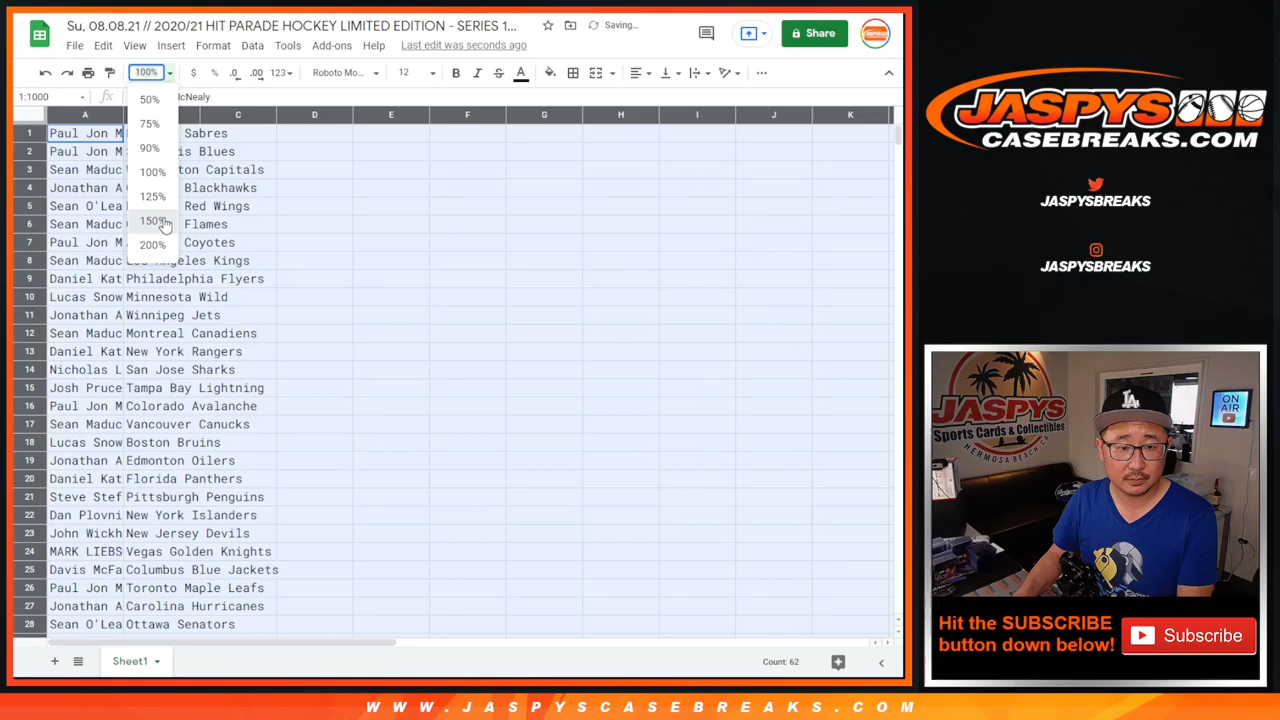 Su, 08.08.21 // 2020/21 HIT PARADE HOCKEY LIMITED EDITION - SERIES 1...
Saving...
Share
File Edit View Insert Format Data Tools Add-ons Help Last edit was seconds ago
100% $ % .0 .00 123 Roboto Mo... 12 B I S A
1:1000 fx McNealy
50%
75%
90%
100%
125%
150%
200%
A C D E F G H I J K
1 Paul Jon M Sabres
2 Paul Jon M is Blues
3 Sean Maduc ton Capitals
4 Jonathan A Blackhawks
5 Sean O'Lea Red Wings
6 Sean Maduc Flames
7 Paul Jon M Coyotes
8 Sean Maduc Los Angeles Kings
9 Daniel Kat Philadelphia Flyers
10 Lucas Snow Minnesota Wild
11 Jonathan A Winnipeg Jets
12 Sean Maduc Montreal Canadiens
13 Daniel Kat New York Rangers
14 Nicholas L San Jose Sharks
15 Josh Pruce Tampa Bay Lightning
16 Paul Jon M Colorado Avalanche
17 Sean Maduc Vancouver Canucks
18 Lucas Snow Boston Bruins
19 Jonathan A Edmonton Oilers
20 Daniel Kat Florida Panthers
21 Steve Stef Pittsburgh Penguins
22 Dan Plovni New York Islanders
23 John Wickh New Jersey Devils
24 MARK LIEBS Vegas Golden Knights
25 Davis McFa Columbus Blue Jackets
26 Paul Jon M Toronto Maple Leafs
27 Jonathan A Carolina Hurricanes
28 Sean O'Lea Ottawa Senators
Sheet1
Count: 62
JASPYS
CASEBREAKS.COM
JASPYSBREAKS
JASPYSBREAKS
JASPYS
Sports Cards & Collectibles
HERMOSA BEACH CA
LA
ON
AIR
Hit the SUBSCRIBE
button down below!
Subscribe
WWW.JASPYSCASEBREAKS.COM